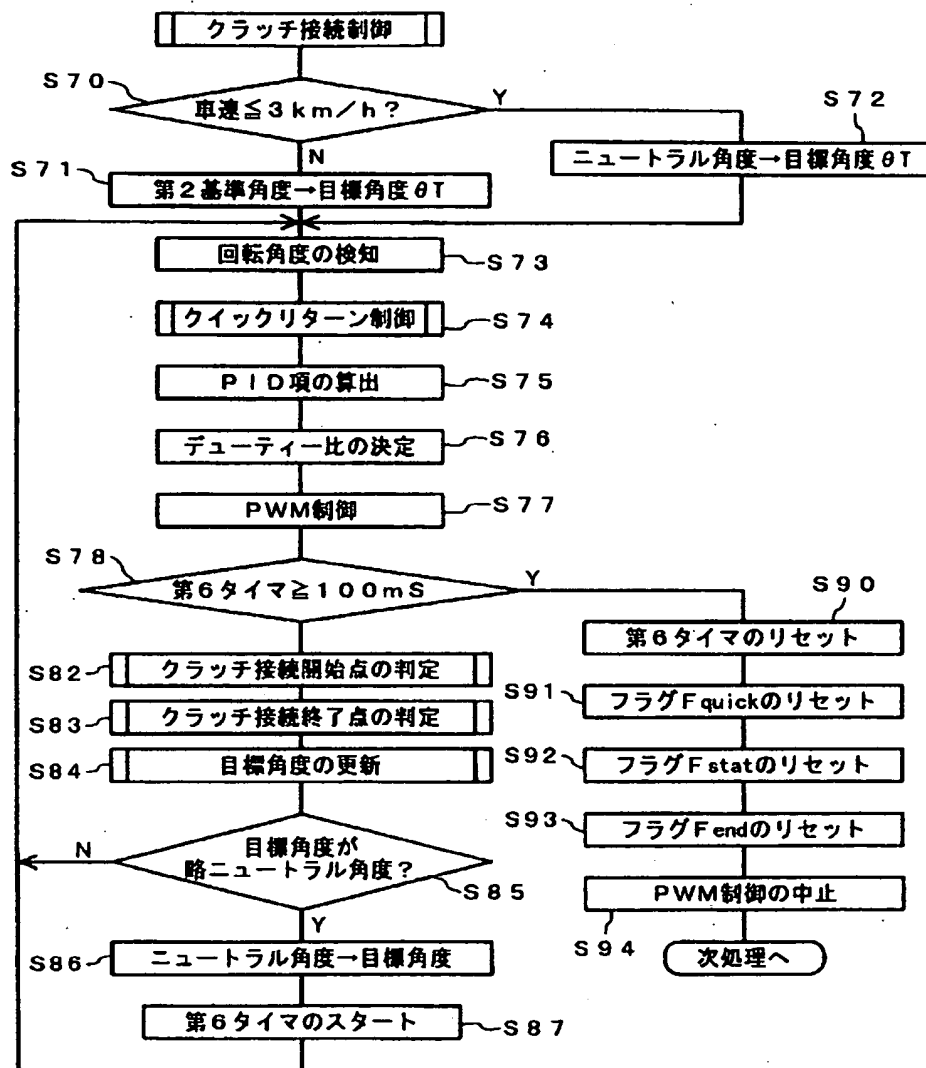 クラッチ接続制御
S70
車速≦3km/h?
Y
S72
ニュートラル角度→目標角度θT
N
S71
第2基準角度→目標角度θT
回転角度の検知
S73
クイックリターン制御
S74
PID項の算出
S75
デューティー比の決定
S76
PWM制御
S77
S78
第6タイマ≧100mS
Y
S90
第6タイマのリセット
S82
クラッチ接続開始点の判定
S91
フラグFquickのリセット
S83
クラッチ接続終了点の判定
S84
目標角度の更新
S92
フラグFstatのリセット
S93
フラグFendのリセット
N
目標角度が
略ニュートラル角度?
S85
PWM制御の中止
S94
Y
S86
ニュートラル角度→目標角度
次処理へ
第6タイマのスタート
S87